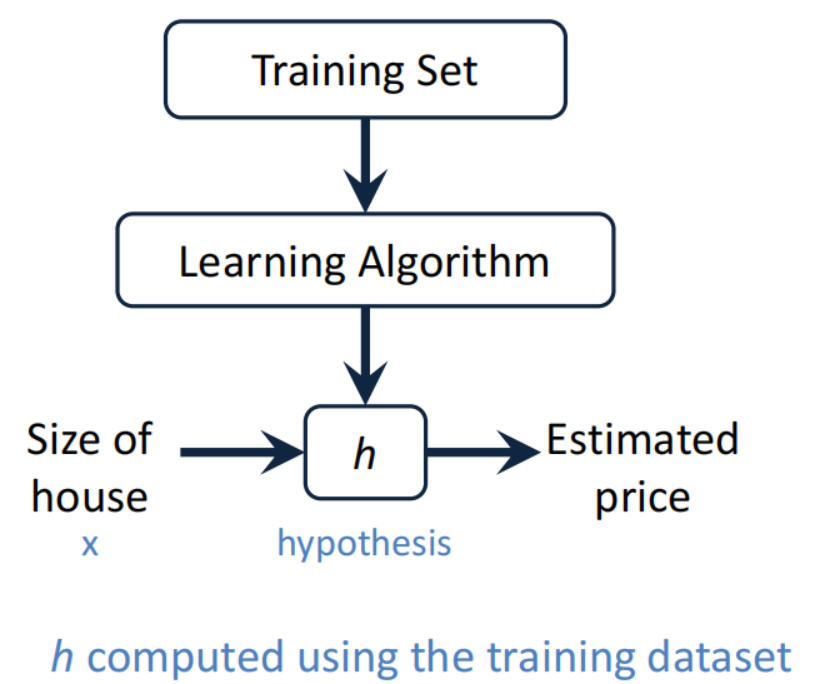 Training Set
Learning Algorithm
Size of
house
x
h
hypothesis
Estimated
price
h computed using the training dataset